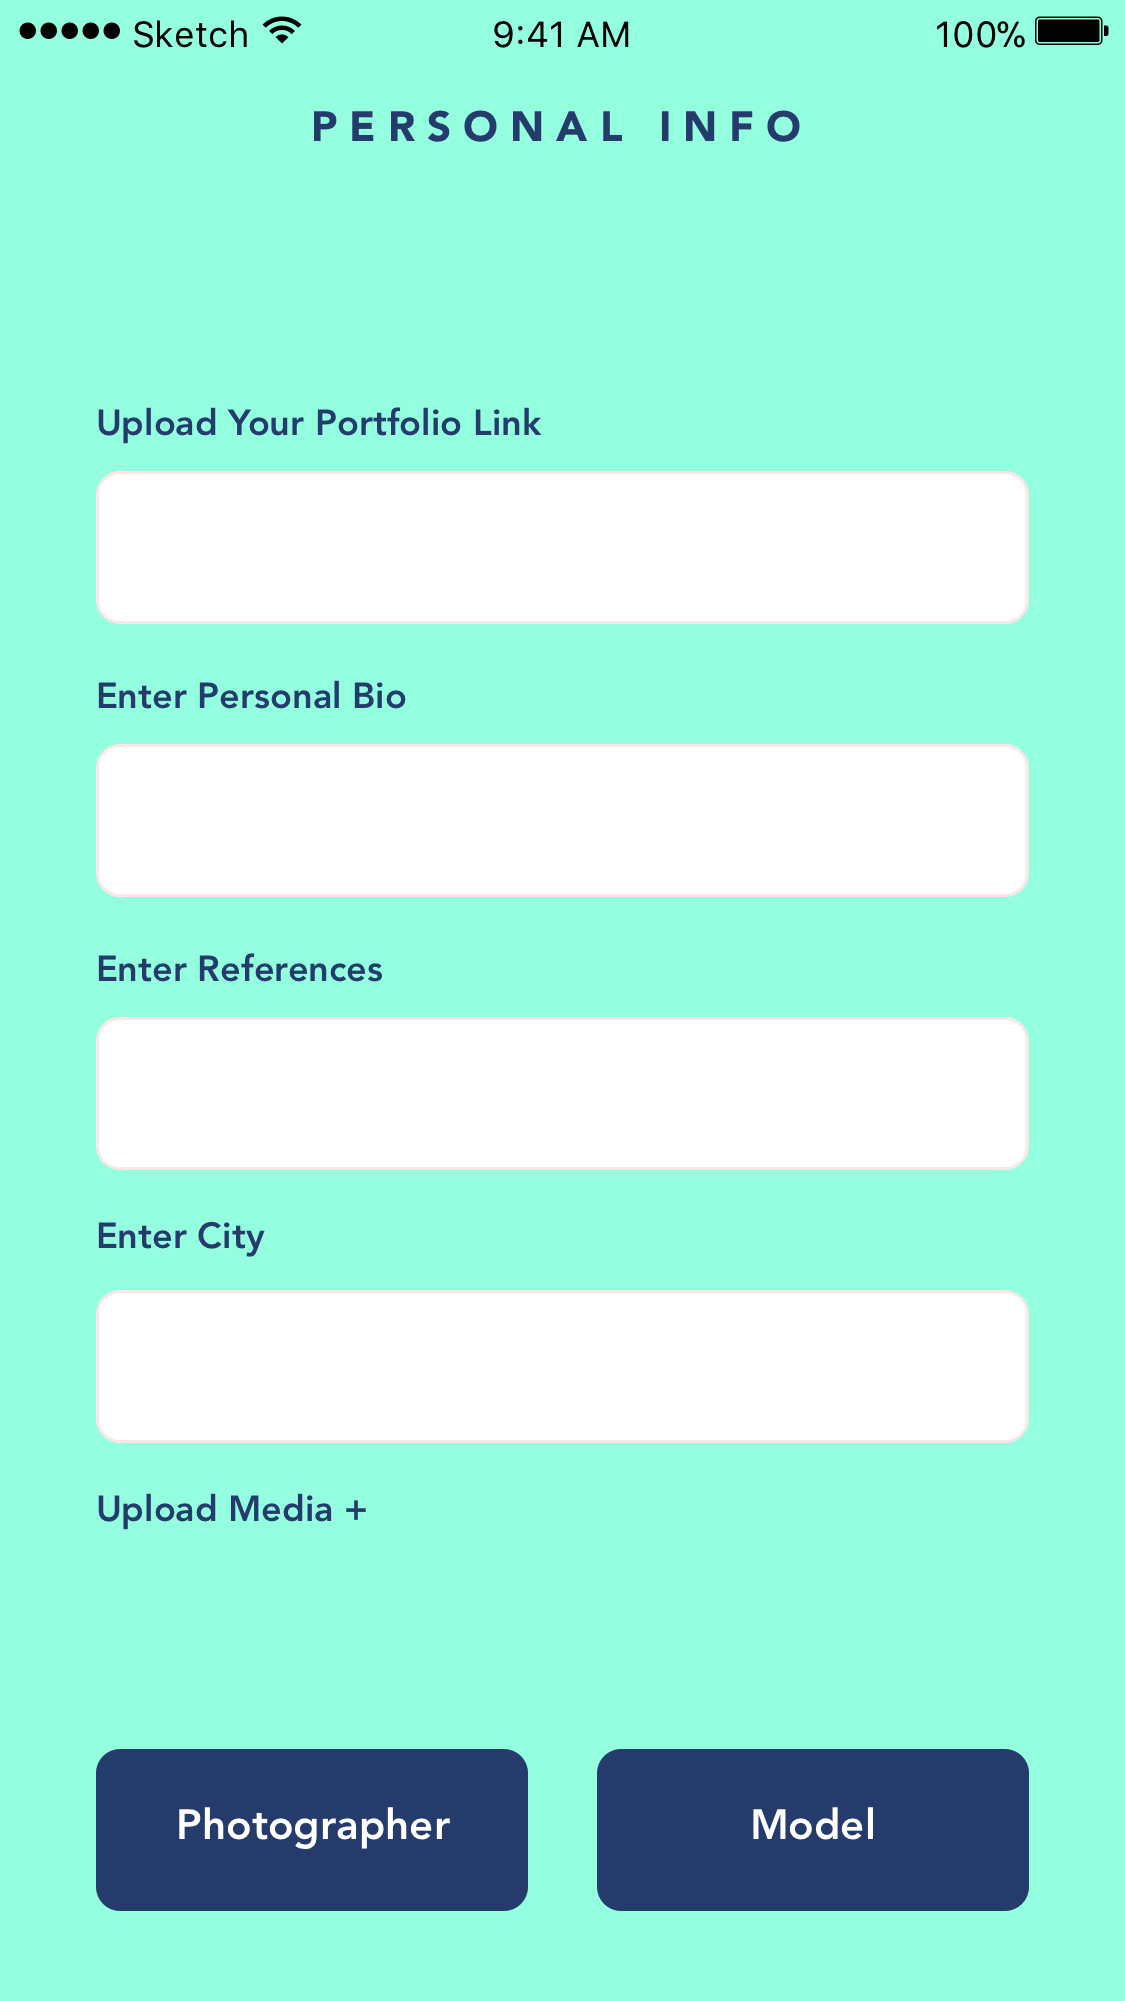 Sketch 9:41 AM 100%
PERSONAL INFO
Upload Your Portfolio Link
Enter Personal Bio
Enter References
Enter City
Upload Media +
Photographer Model